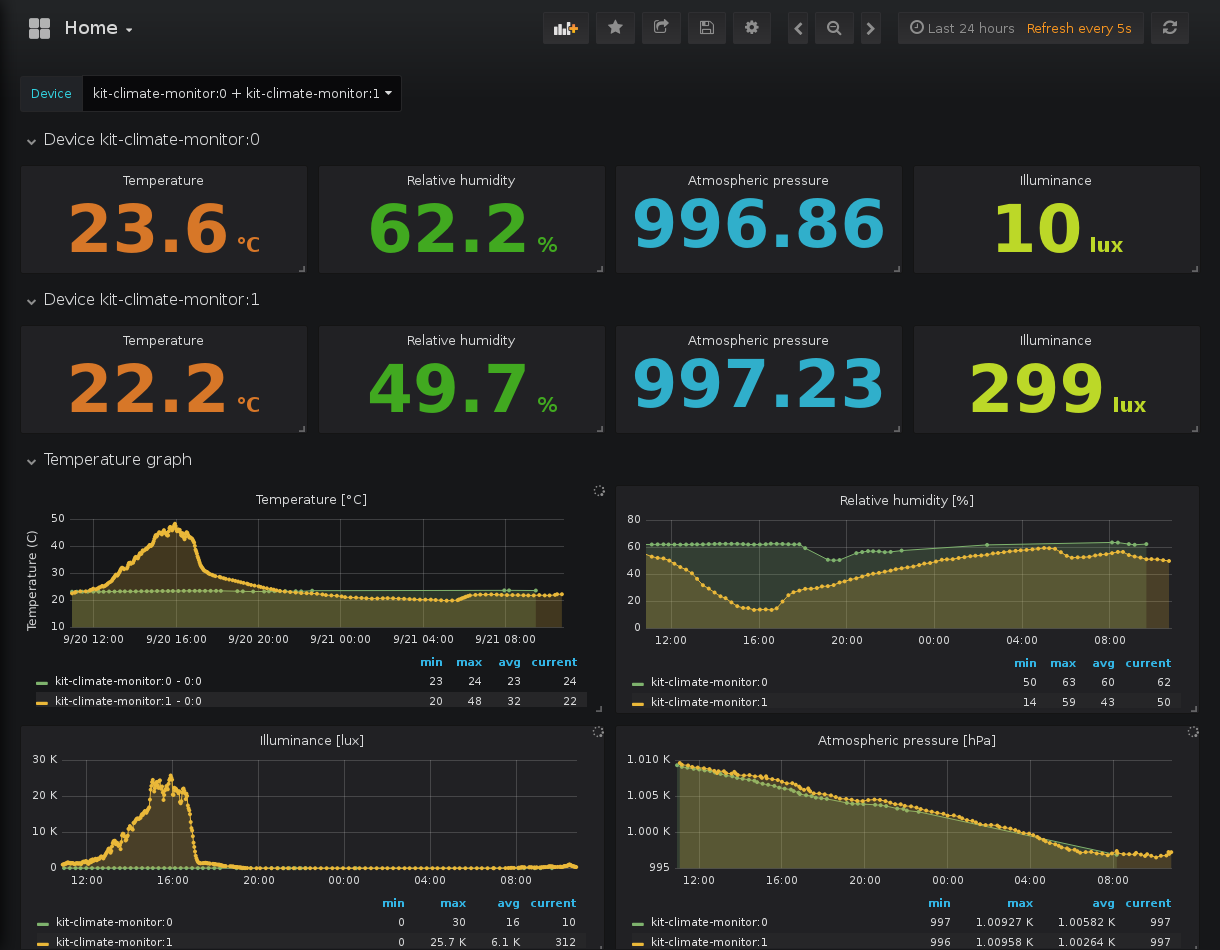 Home
Last 24 hours Refresh every 5s
Device kit-climate-monitor:0 + kit-climate-monitor:1
Device kit-climate-monitor:0
Temperature Relative humidity Atmospheric pressure Illuminance
23.6 °C 62.2 % 996.86 10 lux
Device kit-climate-monitor:1
Temperature Relative humidity Atmospheric pressure Illuminance
22.2 °C 49.7 % 997.23 299 lux
Temperature graph
Temperature [°C]
Temperature (C)
50
40
30
20
10
9/20 12:00 9/20 16:00 9/20 20:00 9/21 00:00 9/21 04:00 9/21 08:00
min max avg current
kit-climate-monitor:0 - 0:0 23 24 23 24
kit-climate-monitor:1 - 0:0 20 48 32 22
Relative humidity [%]
80
60
40
20
0
12:00 16:00 20:00 00:00 04:00 08:00
min max avg current
kit-climate-monitor:0 50 63 60 62
kit-climate-monitor:1 14 59 43 50
Illuminance [lux]
30 K
20 K
10 K
0
12:00 16:00 20:00 00:00 04:00 08:00
min max avg current
kit-climate-monitor:0 0 30 16 10
kit-climate-monitor:1 0 25.7 K 6.1 K 312
Atmospheric pressure [hPa]
1.010 K
1.005 K
1.000 K
995
12:00 16:00 20:00 00:00 04:00 08:00
min max avg current
kit-climate-monitor:0 997 1.00927 K 1.00582 K 997
kit-climate-monitor:1 996 1.00958 K 1.00264 K 997